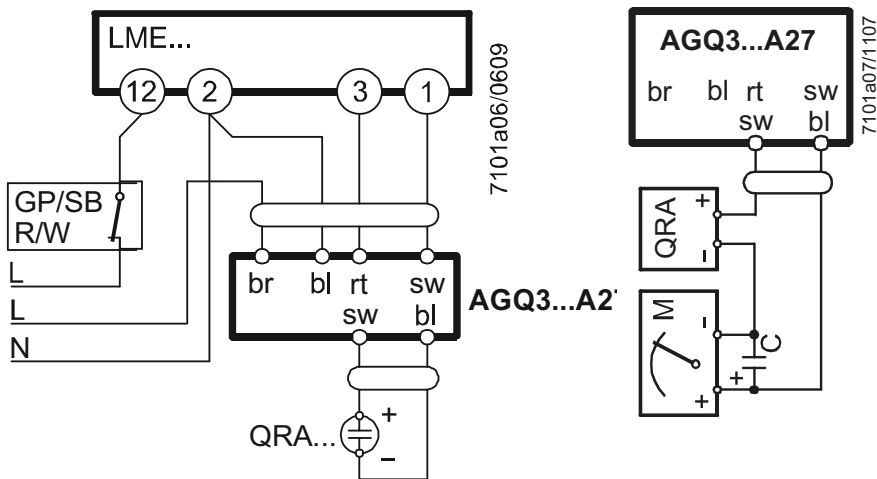 LME...
12 2 3 1
7101a06/0609
GP/SB
R/W
L
L
N
br bl rt sw
sw bl
AGQ3...A27
QRA...
+
–
AGQ3...A27
br bl rt sw
sw bl
7101a07/1107
QRA
+
-
M
-
+
C
+